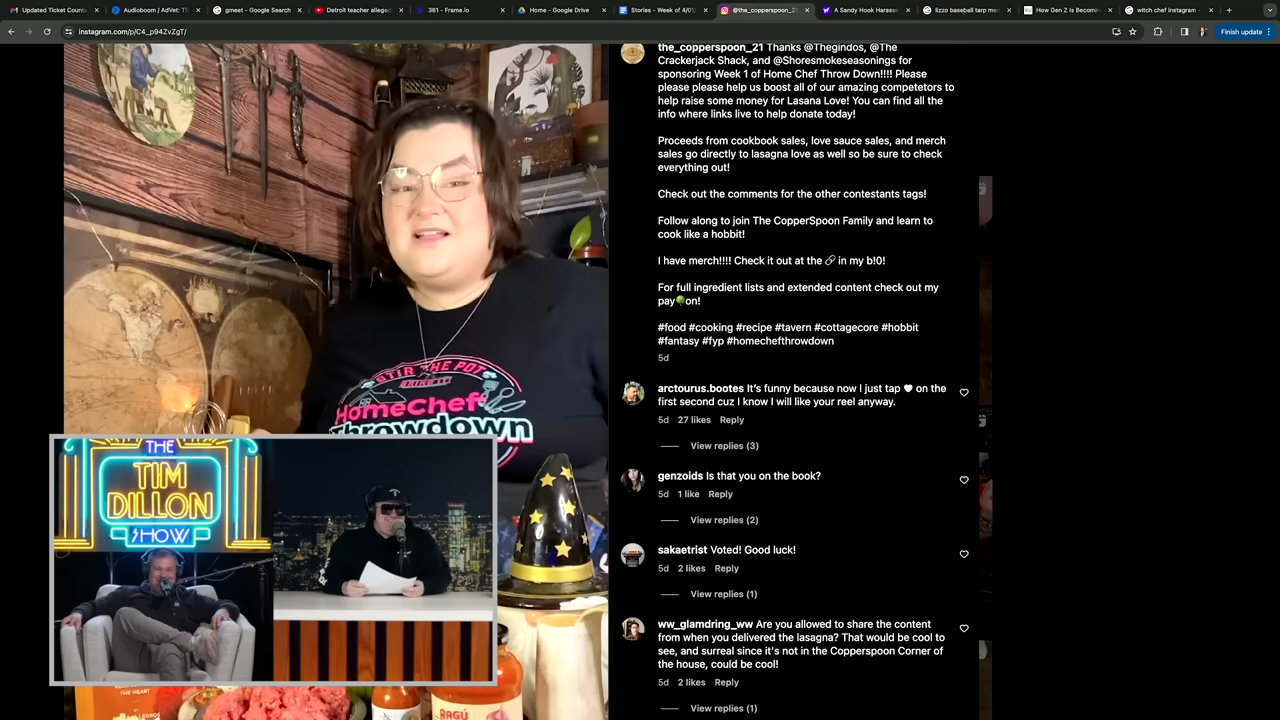 Updated Ticket Counts
Audioboom / AdVet: Th
gmeet - Google Search
Detroit teacher alleged
381 - Frame.io
Home - Google Drive
Stories - Week of 4/01/
@the_copperspoon_21
A Sandy Hook Harasse
lizzo baseball tarp mem
How Gen Z Is Becomin
witch chef instagram -
instagram.com/p/C4_p94ZvZgT/
Finish update
the_copperspoon_21 Thanks @Thegindos, @The
Crackerjack Shack, and @Shoresmokeseasonings for
sponsoring Week 1 of Home Chef Throw Down!!!! Please
please please help us boost all of our amazing competetors to
help raise some money for Lasana Love! You can find all the
info where links live to help donate today!
Proceeds from cookbook sales, love sauce sales, and merch
sales go directly to lasagna love as well so be sure to check
everything out!
Check out the comments for the other contestants tags!
Follow along to join The CopperSpoon Family and learn to
cook like a hobbit!
I have merch!!!! Check it out at the 🔗 in my b!0!
For full ingredient lists and extended content check out my
pay🌳on!
#food #cooking #recipe #tavern #cottagecore #hobbit
#fantasy #fyp #homechefthrowdown
5d
arctourus.bootes It's funny because now I just tap 🤍 on the
first second cuz I know I will like your reel anyway.
5d 27 likes Reply
View replies (3)
genzoids Is that you on the book?
5d 1 like Reply
View replies (2)
sakaetrist Voted! Good luck!
5d 2 likes Reply
View replies (1)
ww_glamdring_ww Are you allowed to share the content
from when you delivered the lasagna? That would be cool to
see, and surreal since it's not in the Copperspoon Corner of
the house, could be cool!
5d 2 likes Reply
View replies (1)
STIR THE POT
HomeChef
Throwdown
THE
TIM
DILLON
SHOW
THE HEART
RAGÚ